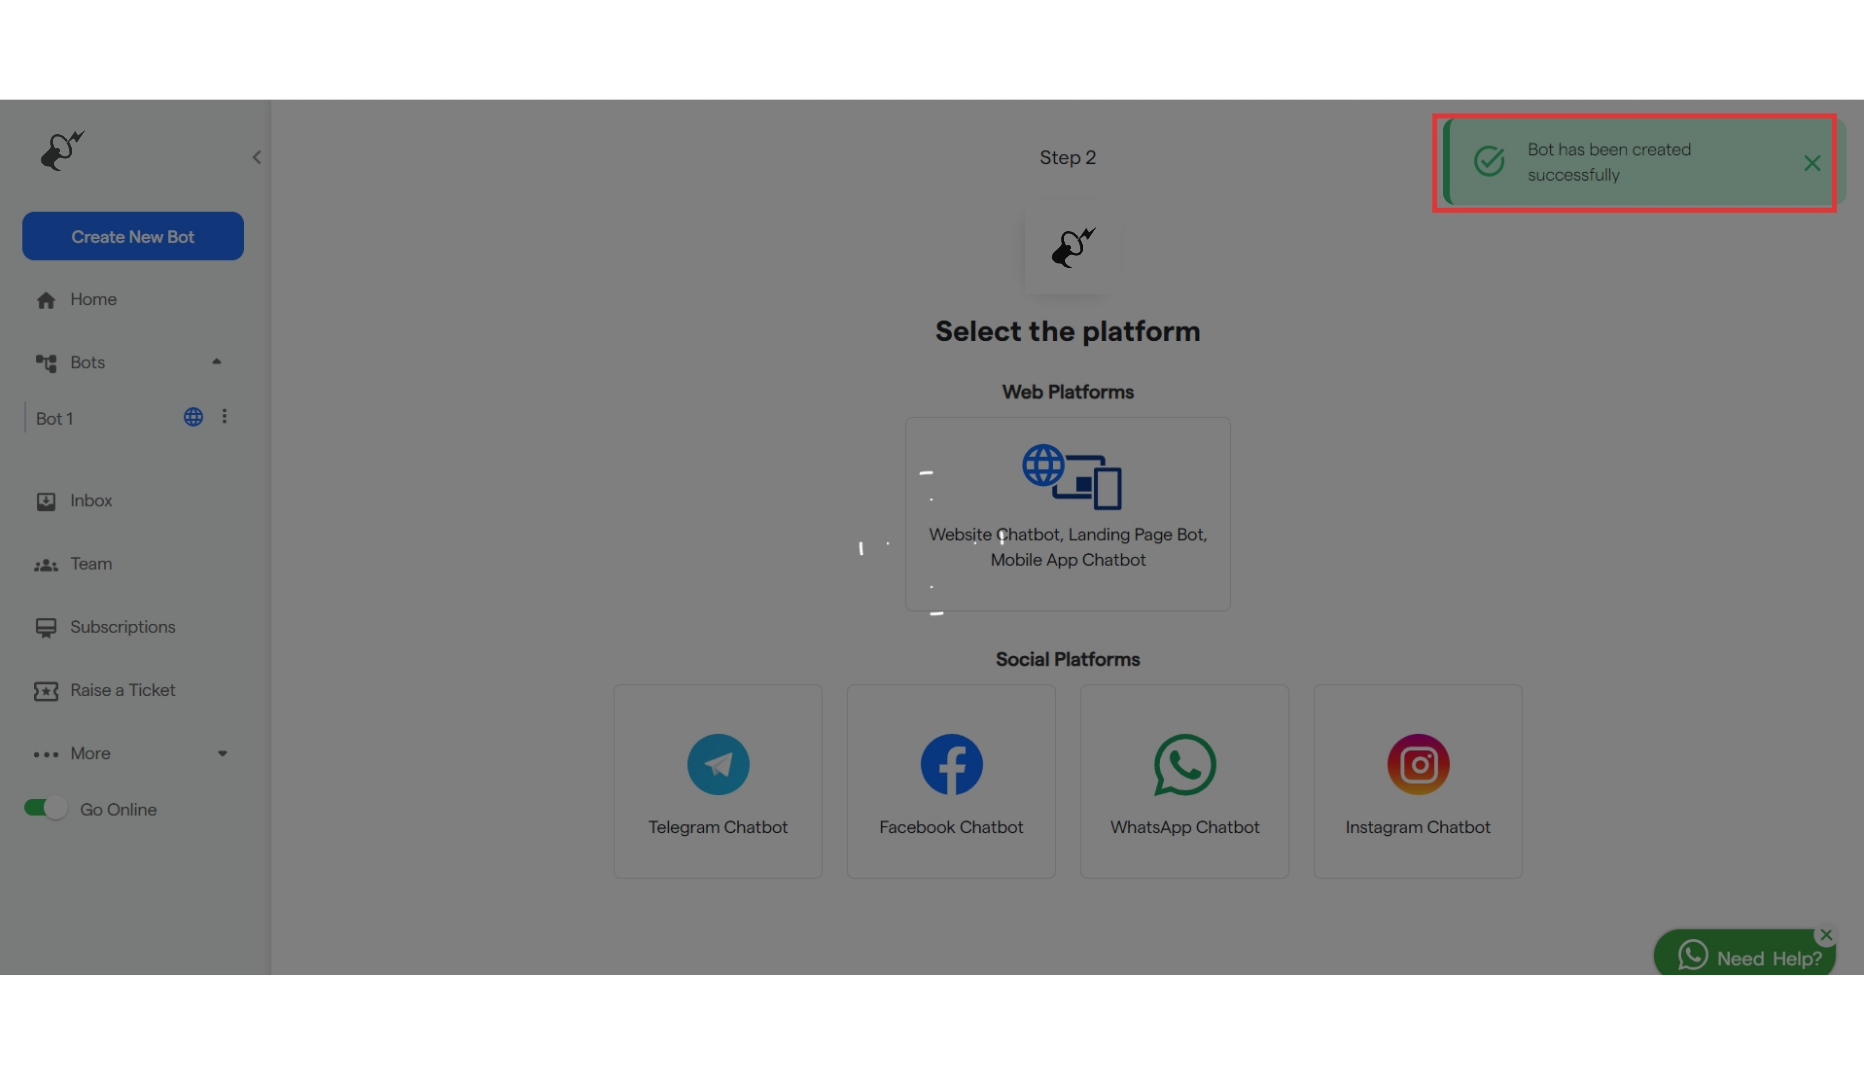 Create New Bot
Home
Bots
Bot 1
Inbox
Team
Subscriptions
Raise a Ticket
More
Go Online
Step 2
Select the platform
Web Platforms
Website Chatbot, Landing Page Bot,
Mobile App Chatbot
Social Platforms
Telegram Chatbot
Facebook Chatbot
WhatsApp Chatbot
Instagram Chatbot
Bot has been created
successfully
Need Help?